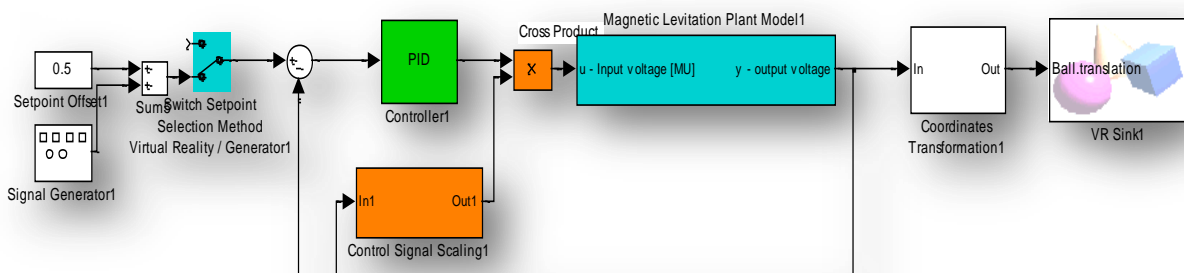 Magnetic Levitation Plant Model1
Cross Product
0.5
+
+
Setpoint Offset1
Sum8
Switch Setpoint
Selection Method
Virtual Reality / Generator1
Signal Generator1
+
-
PID
Controller1
X
u - Input voltage [MU]
y - output voltage
In1
Out1
Control Signal Scaling1
In
Out
Coordinates
Transformation1
Ball.translation
VR Sink1